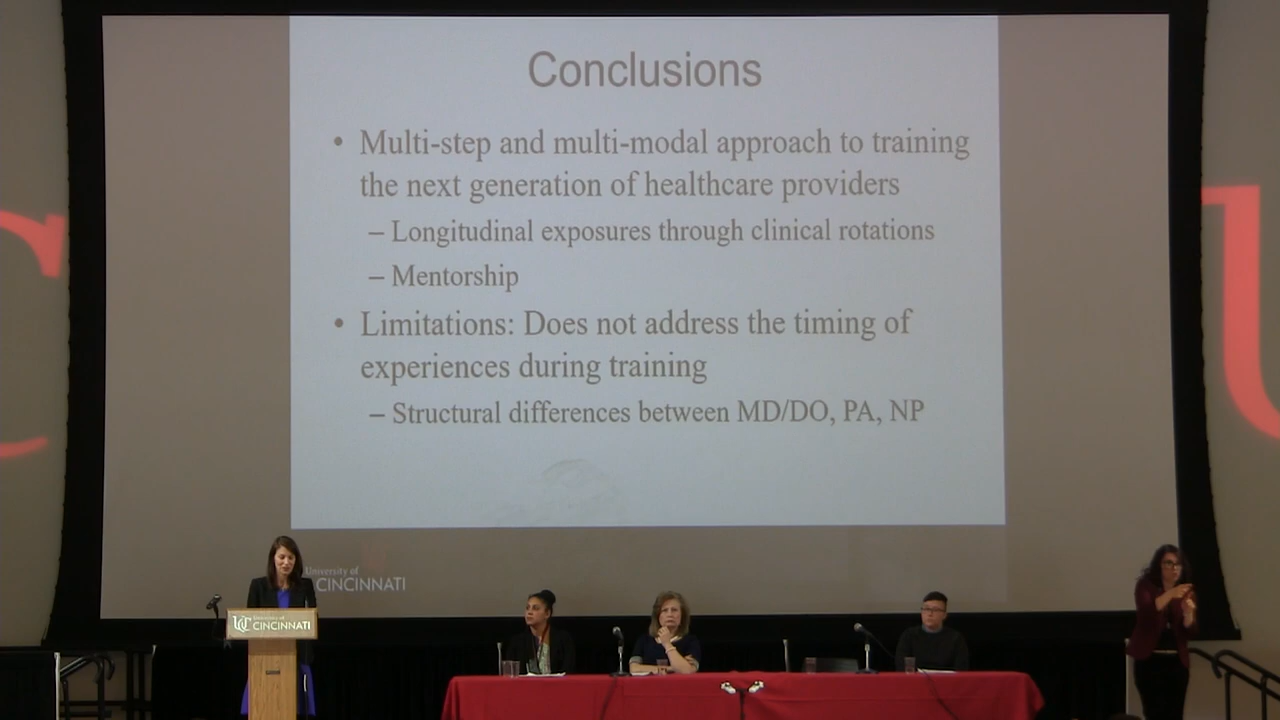 Conclusions
• Multi-step and multi-modal approach to training
the next generation of healthcare providers
– Longitudinal exposures through clinical rotations
– Mentorship
• Limitations: Does not address the timing of
experiences during training
– Structural differences between MD/DO, PA, NP
University of
CINCINNATI
UC University of
CINCINNATI
C
U